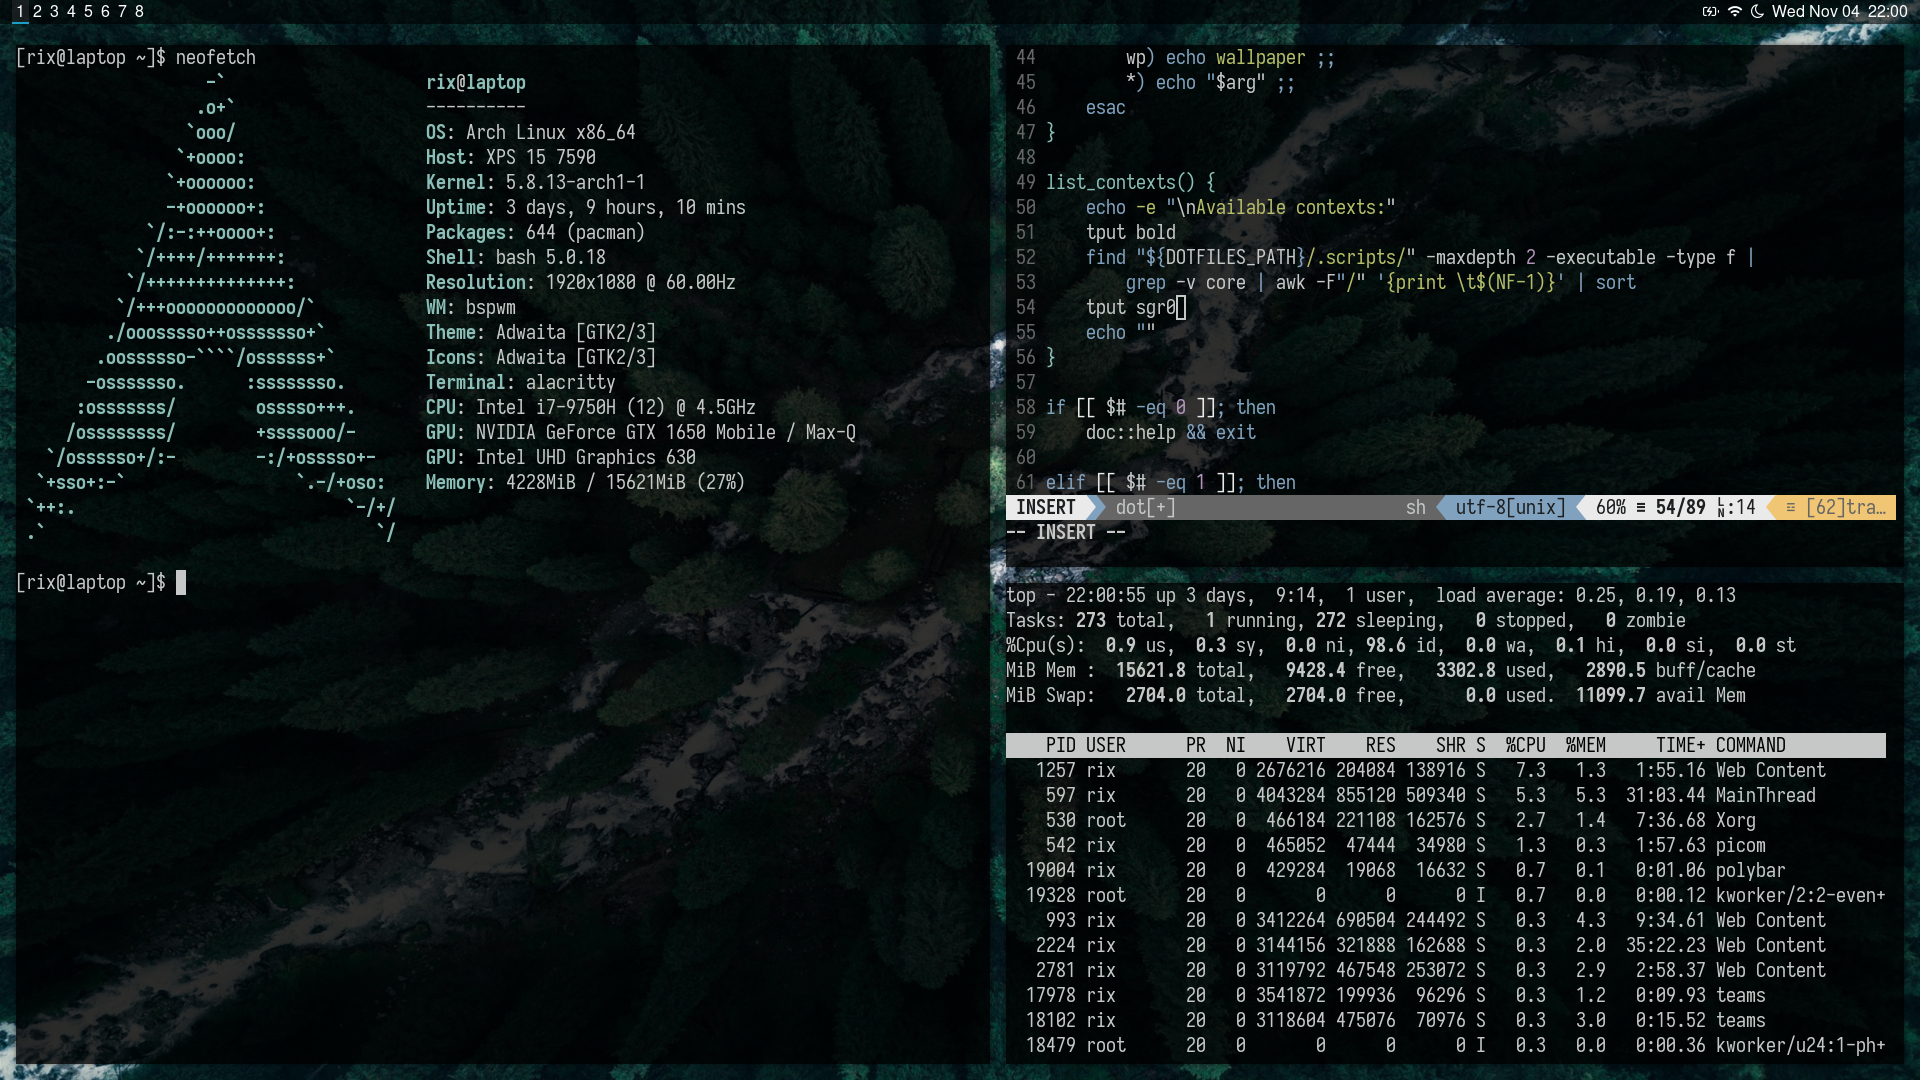 1 2 3 4 5 6 7 8
Wed Nov 04 22:00
[rix@laptop ~]$ neofetch
                   -`
                  .o+`
                 `ooo/
                `+oooo:
               `+oooooo:
               -+oooooo+:
             `/:-:++oooo+:
            `/++++/+++++++:
           `/++++++++++++++:
          `/+++ooooooooooooo/`
         ./ooosssso++osssssso+`
        .oossssso-````/ossssss+`
       -osssssso.      :ssssssso.
      :osssssss/        osssso+++.
     /ossssssss/        +ssssooo/-
   `/ossssso+/:-        -:/+osssso+-
  `+sso+:-`                 `.-/+oso:
 `++:.                           `-/+/
 .`                                 `/
rix@laptop
----------
OS: Arch Linux x86_64
Host: XPS 15 7590
Kernel: 5.8.13-arch1-1
Uptime: 3 days, 9 hours, 10 mins
Packages: 644 (pacman)
Shell: bash 5.0.18
Resolution: 1920x1080 @ 60.00Hz
WM: bspwm
Theme: Adwaita [GTK2/3]
Icons: Adwaita [GTK2/3]
Terminal: alacritty
CPU: Intel i7-9750H (12) @ 4.5GHz
GPU: NVIDIA GeForce GTX 1650 Mobile / Max-Q
GPU: Intel UHD Graphics 630
Memory: 4228MiB / 15621MiB (27%)
[rix@laptop ~]$
44         wp) echo wallpaper ;;
45         *) echo "$arg" ;;
46     esac
47 }
48
49 list_contexts() {
50     echo -e "\nAvailable contexts:"
51     tput bold
52     find "${DOTFILES_PATH}/.scripts/" -maxdepth 2 -executable -type f |
53         grep -v core | awk -F"/" '{print \t$(NF-1)}' | sort
54     tput sgr0
55     echo ""
56 }
57
58 if [[ $# -eq 0 ]]; then
59     doc::help && exit
60
61 elif [[ $# -eq 1 ]]; then
INSERT dot[+] sh utf-8[unix] 60% ≡ 54/89 ㏑:14 ☲ [62]tra…
-- INSERT --
top - 22:00:55 up 3 days,  9:14,  1 user,  load average: 0.25, 0.19, 0.13
Tasks: 273 total,   1 running, 272 sleeping,   0 stopped,   0 zombie
%Cpu(s):  0.9 us,  0.3 sy,  0.0 ni, 98.6 id,  0.0 wa,  0.1 hi,  0.0 si,  0.0 st
MiB Mem :  15621.8 total,   9428.4 free,   3302.8 used,   2890.5 buff/cache
MiB Swap:   2704.0 total,   2704.0 free,      0.0 used.  11099.7 avail Mem
    PID USER      PR  NI    VIRT    RES    SHR S  %CPU  %MEM     TIME+ COMMAND
   1257 rix       20   0 2676216 204084 138916 S   7.3   1.3   1:55.16 Web Content
    597 rix       20   0 4043284 855120 509340 S   5.3   5.3  31:03.44 MainThread
    530 root      20   0  466184 221108 162576 S   2.7   1.4   7:36.68 Xorg
    542 rix       20   0  465052  47444  34980 S   1.3   0.3   1:57.63 picom
  19004 rix       20   0  429284  19068  16632 S   0.7   0.1   0:01.06 polybar
  19328 root      20   0       0      0      0 I   0.7   0.0   0:00.12 kworker/2:2-even+
    993 rix       20   0 3412264 690504 244492 S   0.3   4.3   9:34.61 Web Content
   2224 rix       20   0 3144156 321888 162688 S   0.3   2.0  35:22.23 Web Content
   2781 rix       20   0 3119792 467548 253072 S   0.3   2.9   2:58.37 Web Content
  17978 rix       20   0 3541872 199936  96296 S   0.3   1.2   0:09.93 teams
  18102 rix       20   0 3118604 475076  70976 S   0.3   3.0   0:15.52 teams
  18479 root      20   0       0      0      0 I   0.3   0.0   0:00.36 kworker/u24:1-ph+